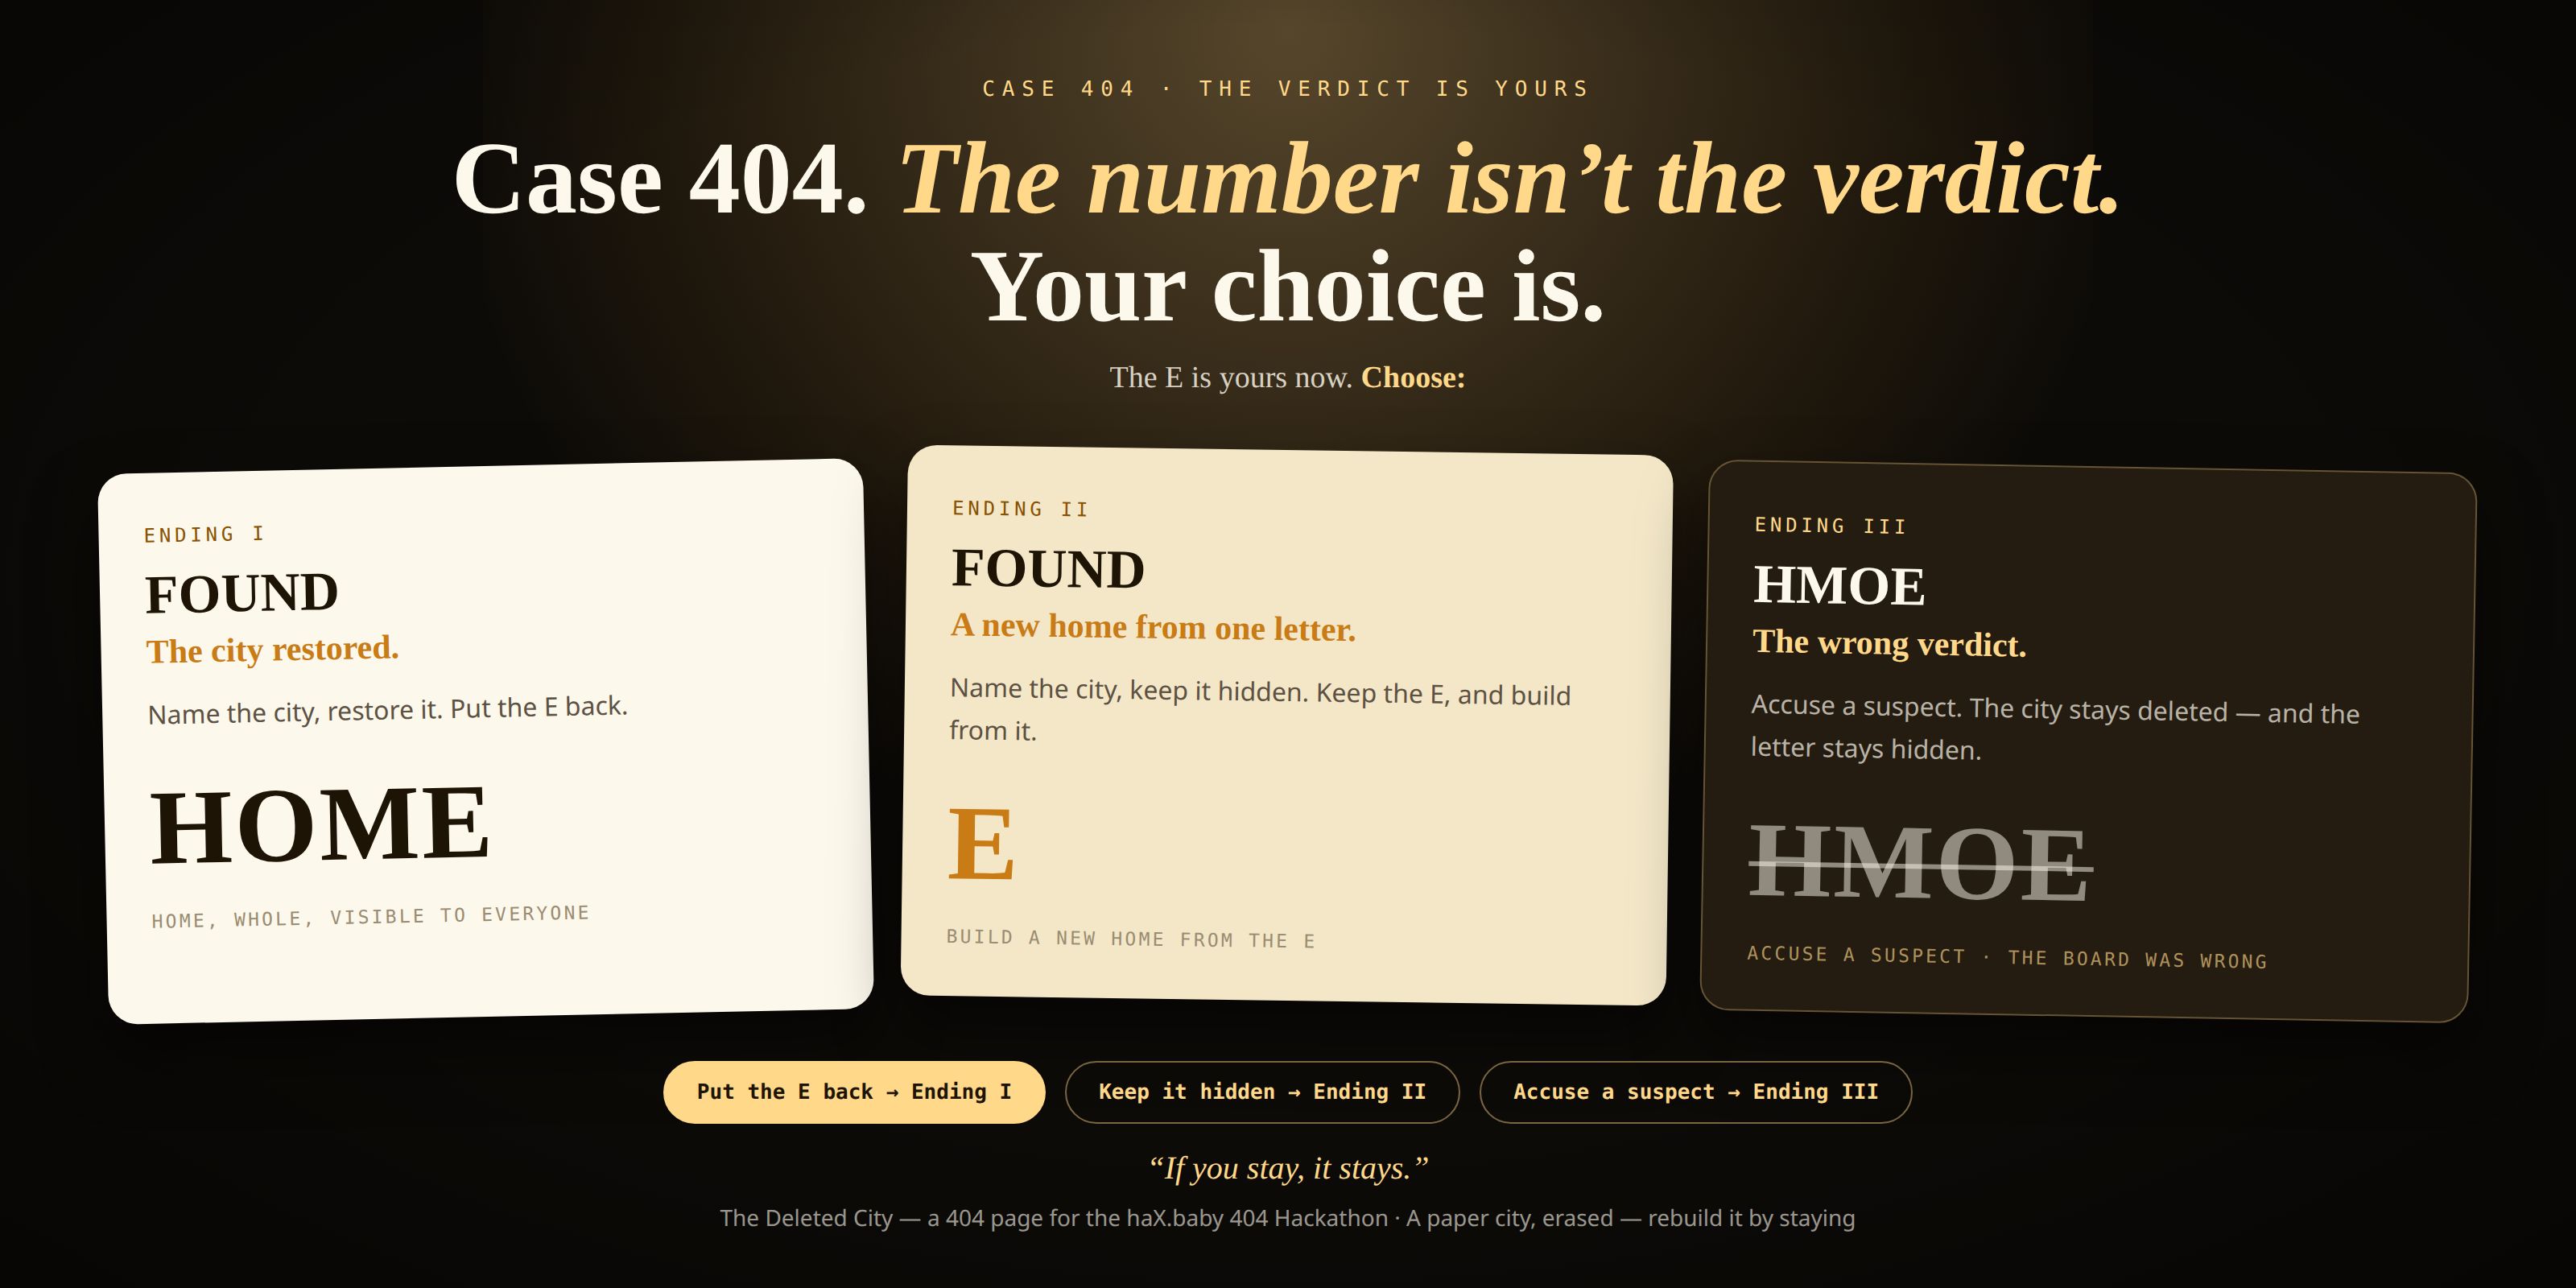 CASE 404 · THE VERDICT IS YOURS
Case 404. The number isn’t the verdict.
Your choice is.
The E is yours now. Choose:
ENDING I
FOUND
The city restored.
Name the city, restore it. Put the E back.
HOME
HOME, WHOLE, VISIBLE TO EVERYONE
ENDING II
FOUND
A new home from one letter.
Name the city, keep it hidden. Keep the E, and build
from it.
E
BUILD A NEW HOME FROM THE E
ENDING III
HMOE
The wrong verdict.
Accuse a suspect. The city stays deleted — and the
letter stays hidden.
HMOE
ACCUSE A SUSPECT · THE BOARD WAS WRONG
Put the E back → Ending I
Keep it hidden → Ending II
Accuse a suspect → Ending III
“If you stay, it stays.”
The Deleted City — a 404 page for the haX.baby 404 Hackathon · A paper city, erased — rebuild it by staying